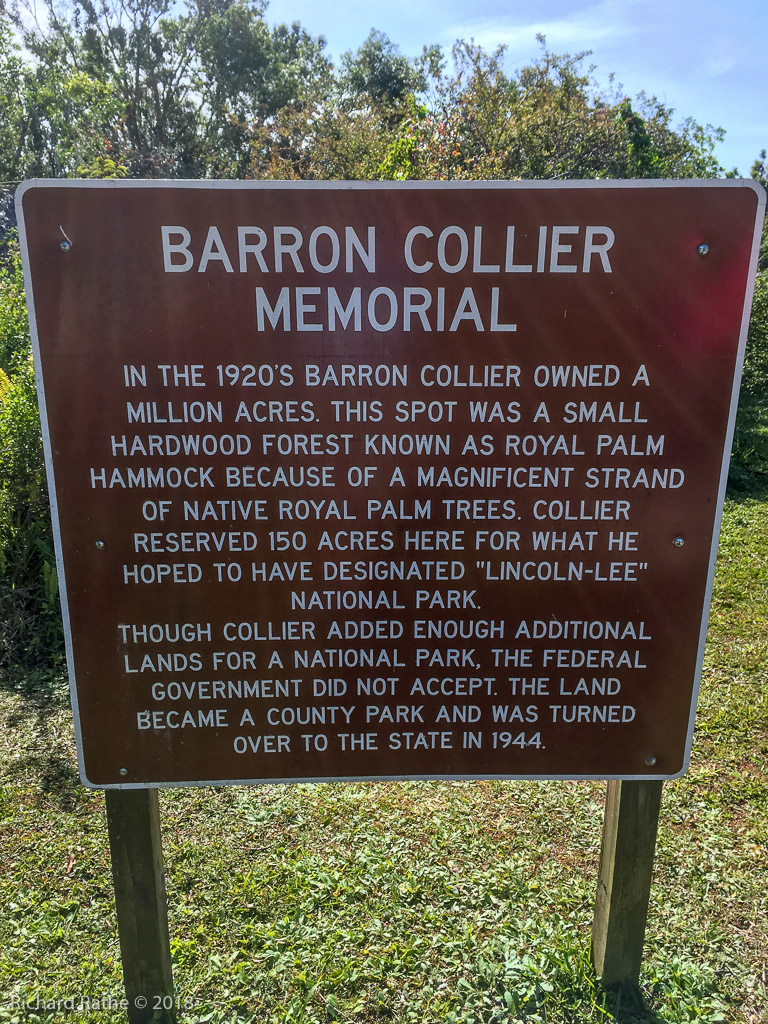 BARRON COLLIER
MEMORIAL
IN THE 1920'S BARRON COLLIER OWNED A
MILLION ACRES. THIS SPOT WAS A SMALL
HARDWOOD FOREST KNOWN AS ROYAL PALM
HAMMOCK BECAUSE OF A MAGNIFICENT STRAND
OF NATIVE ROYAL PALM TREES. COLLIER
RESERVED 150 ACRES HERE FOR WHAT HE
HOPED TO HAVE DESIGNATED "LINCOLN-LEE"
NATIONAL PARK.
THOUGH COLLIER ADDED ENOUGH ADDITIONAL
LANDS FOR A NATIONAL PARK, THE FEDERAL
GOVERNMENT DID NOT ACCEPT. THE LAND
BECAME A COUNTY PARK AND WAS TURNED
OVER TO THE STATE IN 1944.
Richard Rathe © 2018